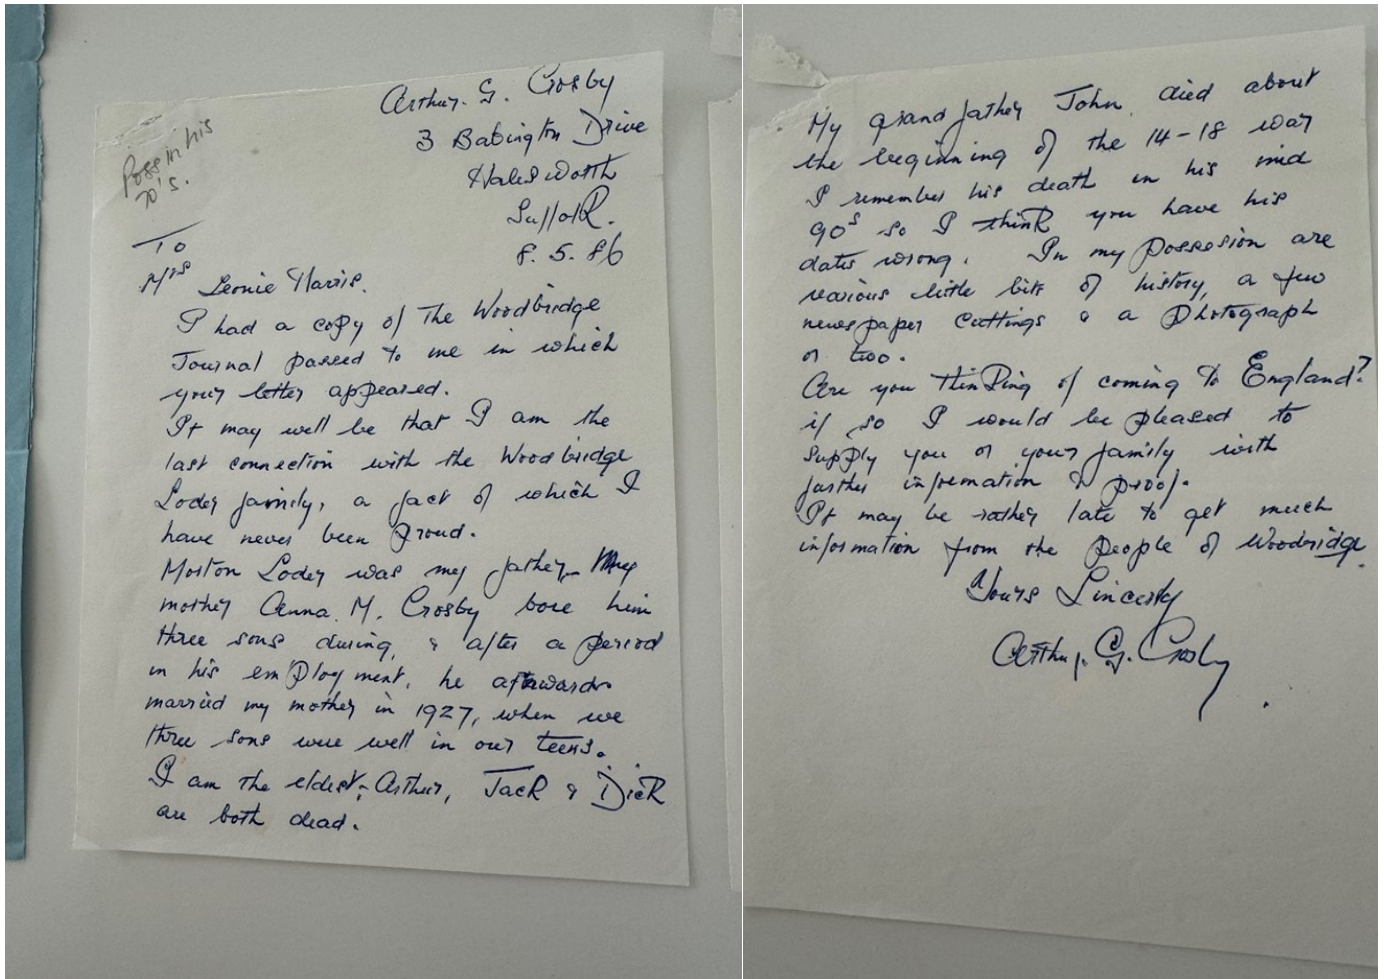 Arthur. G. Crosby
3 Babington Drive
Halesworth
Suffolk.
8. 5. 86
Poss in his
70's.
To
Mrs Leonie Harris.
I had a copy of The Woodbridge
Journal passed to me in which
your letter appeared.
It may well be that I am the
last connection with the Woodbridge
Loder family, a fact of which I
have never been proud.
Morton Loder was my father. My
mother Anna. M. Crosby bore him
three sons during, & after a period
in his employment, he afterwards
married my mother in 1927, when we
three sons were well in our teens.
I am the eldest, Arthur, Jack & Dick
are both dead.
My grandfather John died about
the beginning of the 14-18 war
I remember his death in his mid
90s so I think you have his
dates wrong. In my possesion are
various little bits of history, a few
newspaper cuttings & a photograph
or two.
Are you thinking of coming to England?
if so I would be pleased to
supply you or your family with
further information & proof.
It may be rather late to get much
information from the people of Woodbridge.
Yours Sincerely
Arthur. G. Crosby.